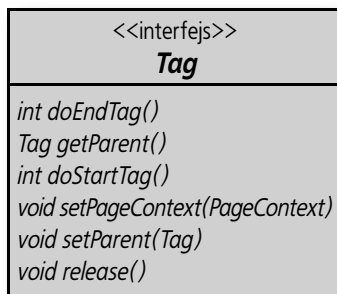 <<interfejs>>
Tag
int doEndTag()
Tag getParent()
int doStartTag()
void setPageContext(PageContext)
void setParent(Tag)
void release()